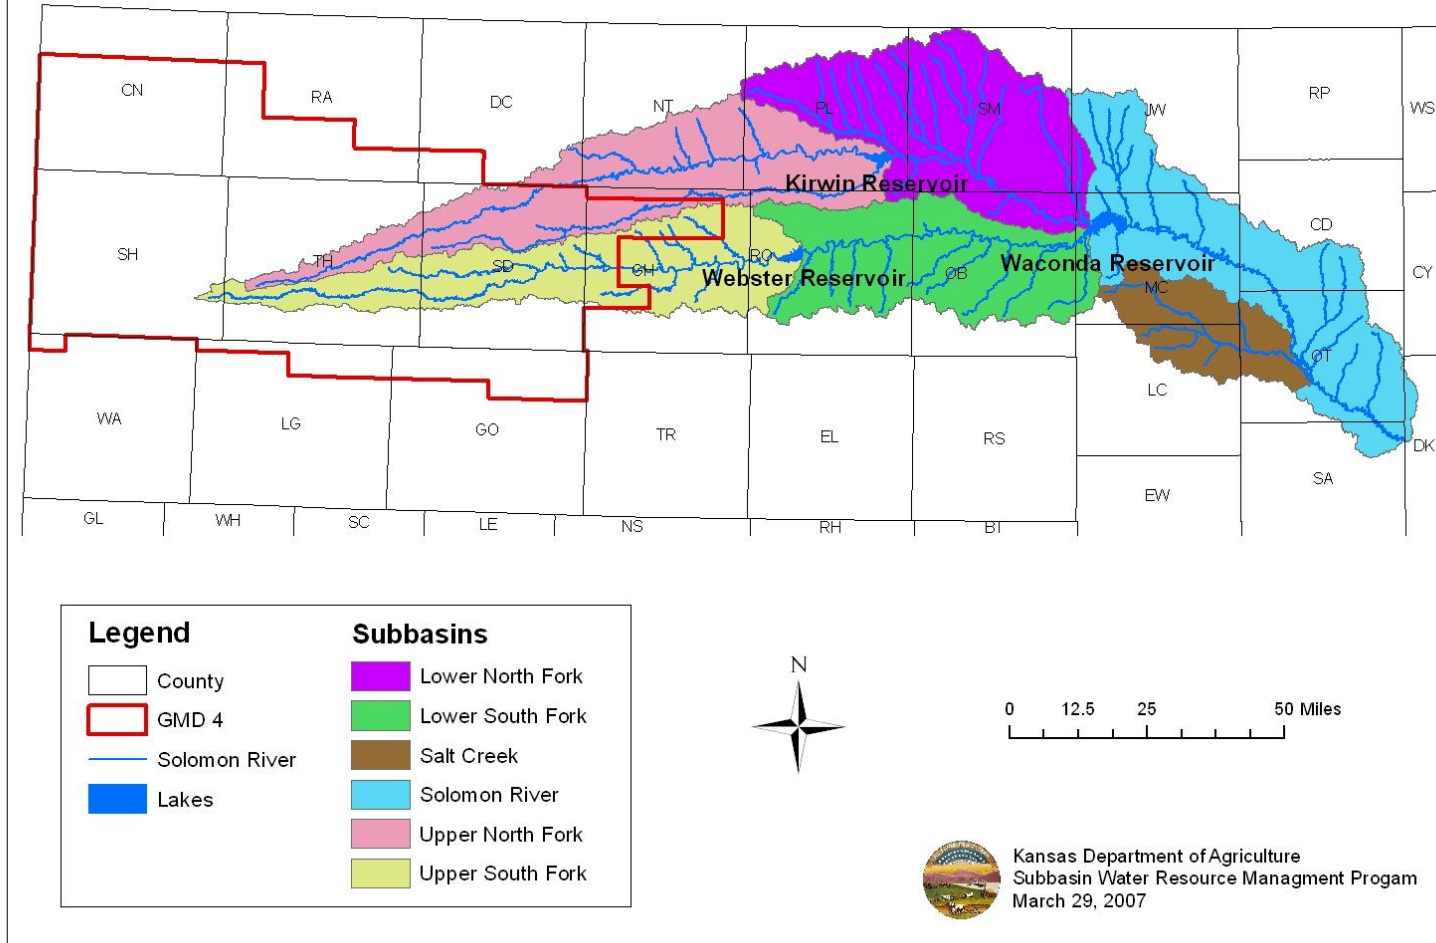 CN
RA
DC
NT
PL
SM
JW
RP
WS
Kirwin Reservoir
SH
TH
SD
GH
RO
Webster Reservoir
OB
Waconda Reservoir
MC
CD
CY
OT
WA
LG
GO
TR
EL
RS
LC
DK
SA
EW
GL
WH
SC
LE
NS
RH
BT
Legend
County
GMD 4
Solomon River
Lakes
Subbasins
Lower North Fork
Lower South Fork
Salt Creek
Solomon River
Upper North Fork
Upper South Fork
N
0 12.5 25 50 Miles
Kansas Department of Agriculture
Subbasin Water Resource Managment Progam
March 29, 2007